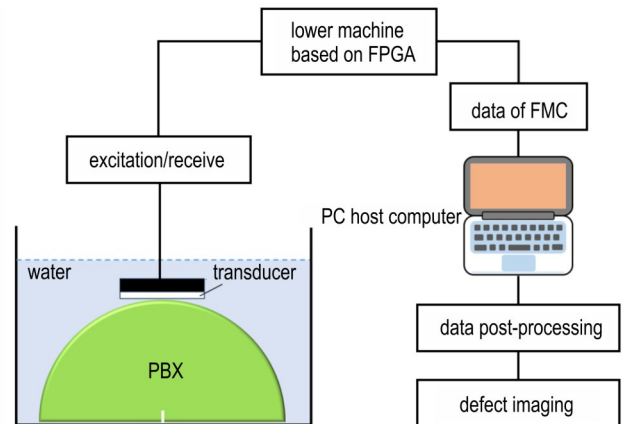 lower machine
based on FPGA
data of FMC
excitation/receive
PC host computer
water
transducer
data post-processing
PBX
defect imaging